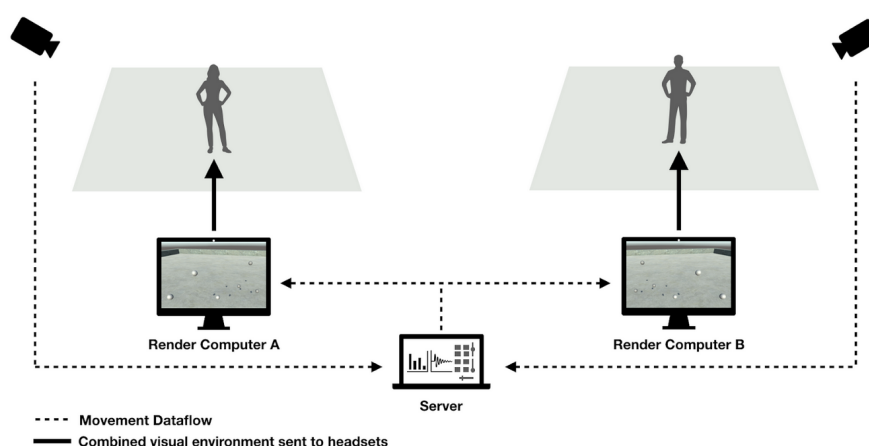 Render Computer A
Render Computer B
Server
Movement Dataflow
Combined visual environment sent to headsets